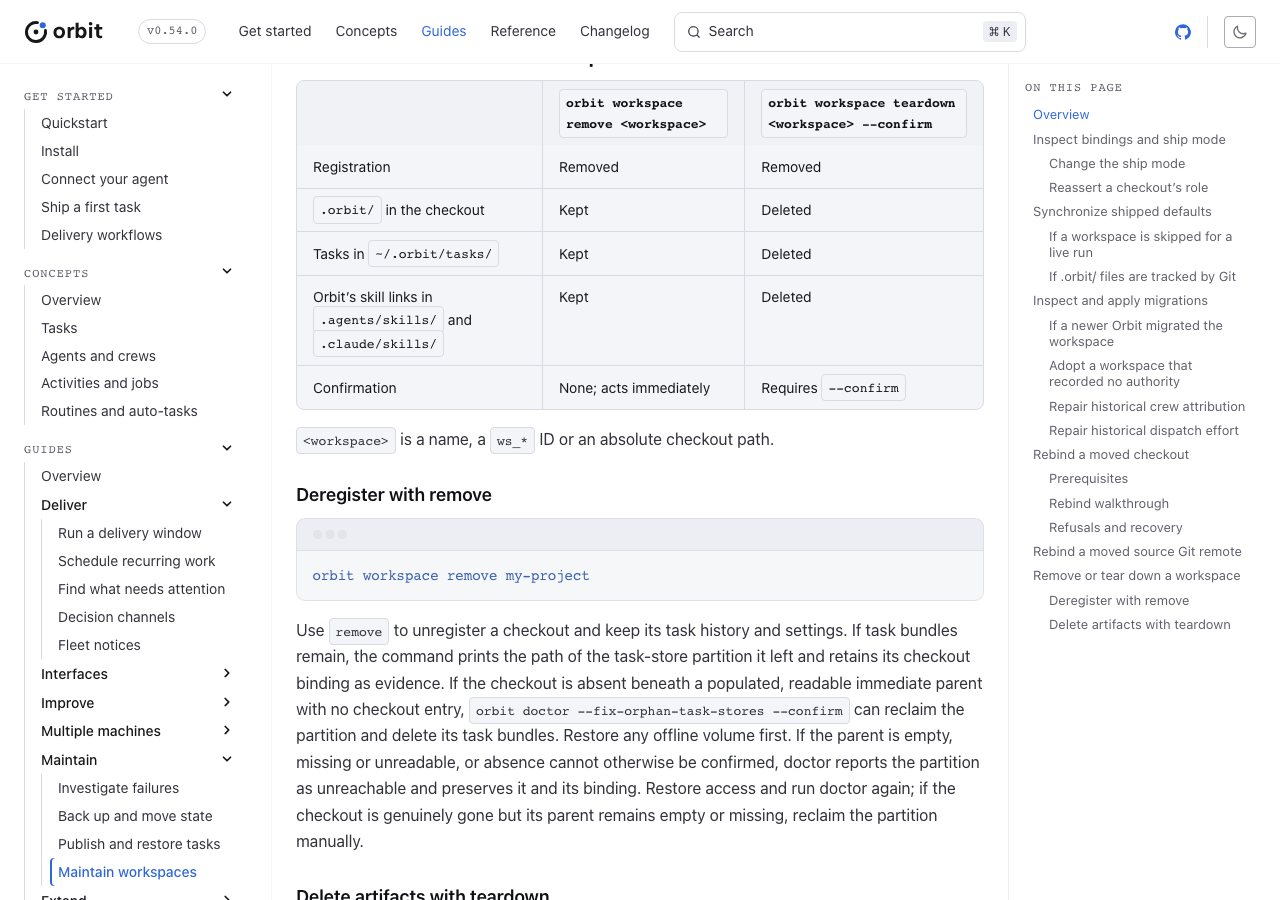 orbit
v0.54.0
Get started
Concepts
Guides
Reference
Changelog
Search
⌘ K
GET STARTED
Quickstart
Install
Connect your agent
Ship a first task
Delivery workflows
CONCEPTS
Overview
Tasks
Agents and crews
Activities and jobs
Routines and auto-tasks
GUIDES
Overview
Deliver
Run a delivery window
Schedule recurring work
Find what needs attention
Decision channels
Fleet notices
Interfaces
Improve
Multiple machines
Maintain
Investigate failures
Back up and move state
Publish and restore tasks
Maintain workspaces
Extend
orbit workspace
remove <workspace>
orbit workspace teardown
<workspace> --confirm
Registration
Removed
Removed
.orbit/ in the checkout
Kept
Deleted
Tasks in ~/.orbit/tasks/
Kept
Deleted
Orbit’s skill links in
.agents/skills/ and
.claude/skills/
Kept
Deleted
Confirmation
None; acts immediately
Requires --confirm
<workspace> is a name, a ws_* ID or an absolute checkout path.
Deregister with remove
orbit workspace remove my-project
Use remove to unregister a checkout and keep its task history and settings. If task bundles
remain, the command prints the path of the task-store partition it left and retains its checkout
binding as evidence. If the checkout is absent beneath a populated, readable immediate parent
with no checkout entry, orbit doctor --fix-orphan-task-stores --confirm can reclaim the
partition and delete its task bundles. Restore any offline volume first. If the parent is empty,
missing or unreadable, or absence cannot otherwise be confirmed, doctor reports the partition
as unreachable and preserves it and its binding. Restore access and run doctor again; if the
checkout is genuinely gone but its parent remains empty or missing, reclaim the partition
manually.
Delete artifacts with teardown
ON THIS PAGE
Overview
Inspect bindings and ship mode
Change the ship mode
Reassert a checkout’s role
Synchronize shipped defaults
If a workspace is skipped for a
live run
If .orbit/ files are tracked by Git
Inspect and apply migrations
If a newer Orbit migrated the
workspace
Adopt a workspace that
recorded no authority
Repair historical crew attribution
Repair historical dispatch effort
Rebind a moved checkout
Prerequisites
Rebind walkthrough
Refusals and recovery
Rebind a moved source Git remote
Remove or tear down a workspace
Deregister with remove
Delete artifacts with teardown